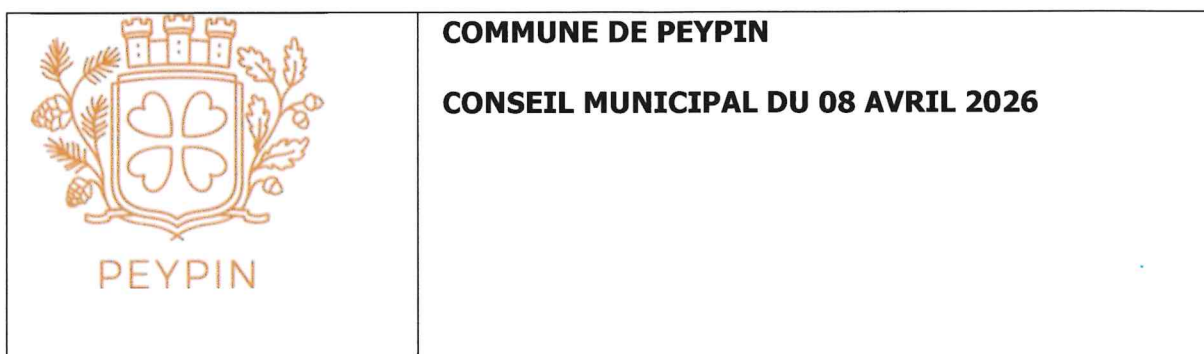 COMMUNE DE PEYPIN
CONSEIL MUNICIPAL DU 08 AVRIL 2026
PEYPIN